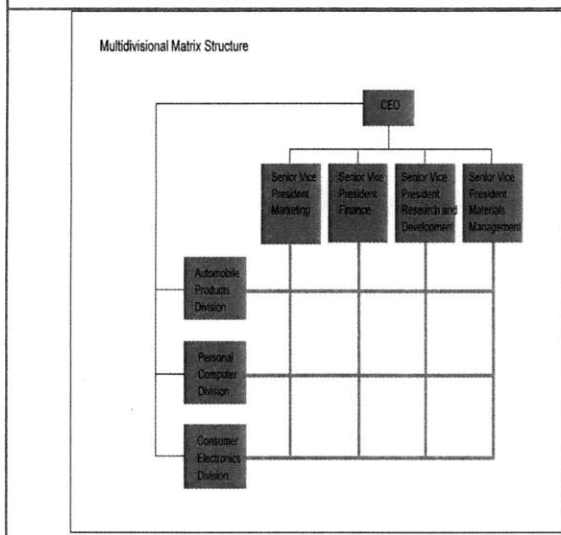 Multidivisional Matrix Structure
CEO
Senior Vice
President
Marketing
Senior Vice
President
Finance
Senior Vice
President
Research and
Development
Senior Vice
President
Materials
Management
Automobile
Products
Division
Personal
Computer
Division
Consumer
Electronics
Division